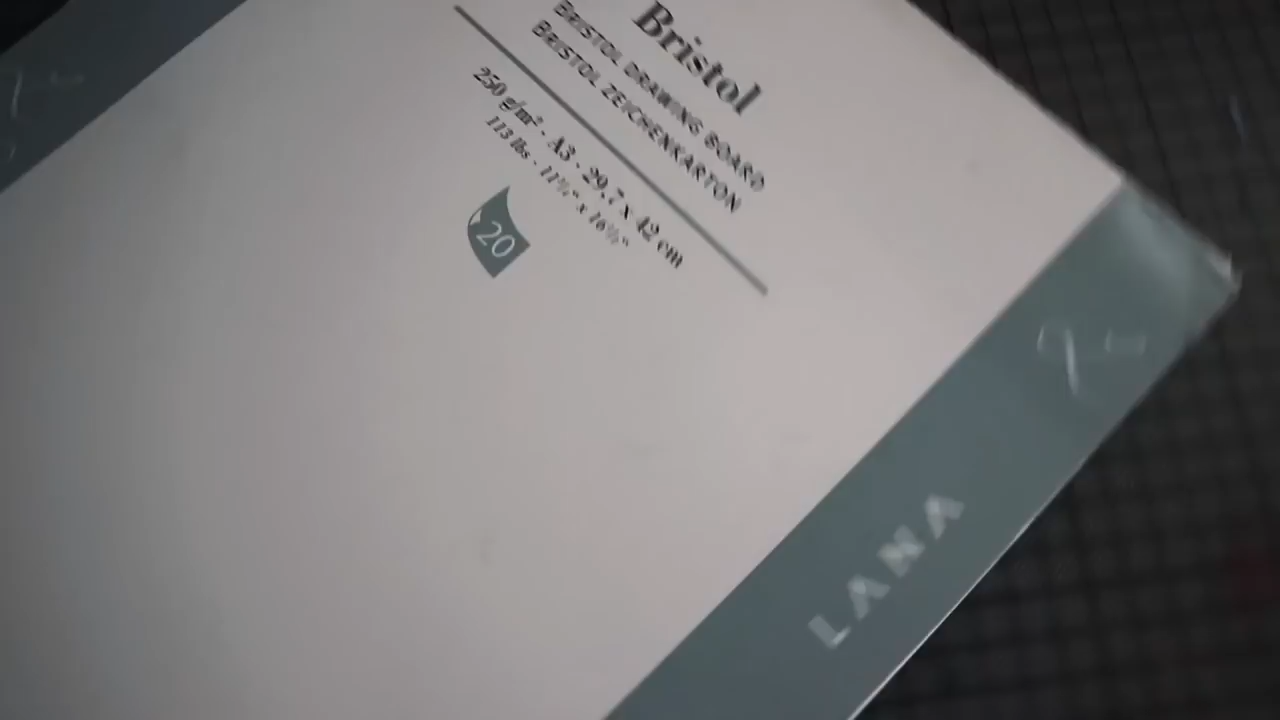 Bristol
BRISTOL DRAWING BOARD
BRISTOL ZEICHENKARTON
250 g/m² · A3 · 29,7 x 42 cm
113 lbs · 11¾" x 16½"
20
LANA